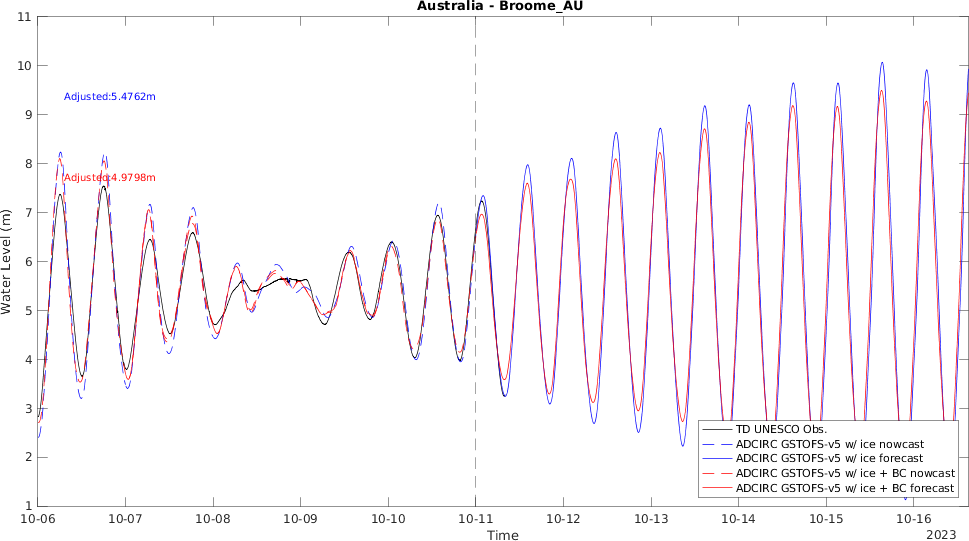 Australia - Broome_AU
11
10
9
8
7
6
5
4
3
2
1
Water Level (m)
Adjusted:5.4762m
Adjusted:4.9798m
TD UNESCO Obs.
ADCIRC GSTOFS-v5 w/ ice nowcast
ADCIRC GSTOFS-v5 w/ ice forecast
ADCIRC GSTOFS-v5 w/ ice + BC nowcast
ADCIRC GSTOFS-v5 w/ ice + BC forecast
10-06 10-07 10-08 10-09 10-10 10-11 10-12 10-13 10-14 10-15 10-16
Time
2023